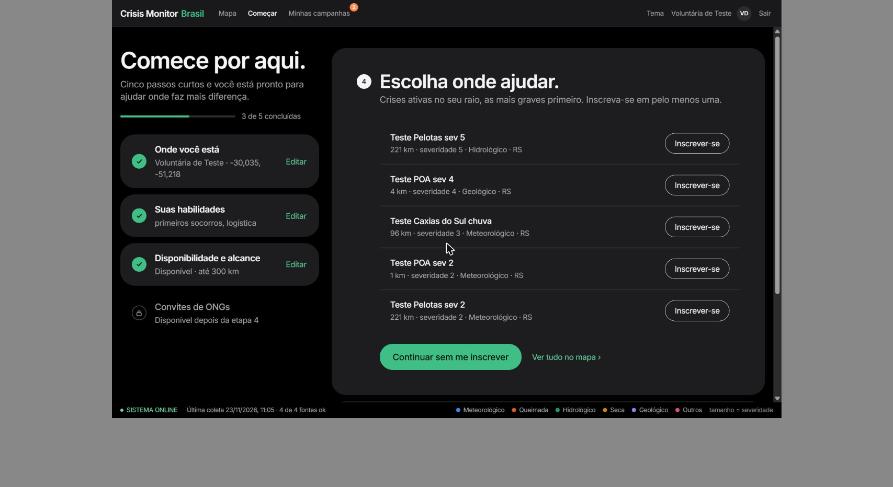 Crisis Monitor Brasil
Mapa
Começar
Minhas campanhas
Tema
Voluntária de Teste
VD
Sair
Comece por aqui.
Cinco passos curtos e você está pronto para
ajudar onde faz mais diferença.
3 de 5 concluídas
Onde você está
Voluntária de Teste · -30,035,
-51,218
Editar
Suas habilidades
primeiros socorros, logística
Editar
Disponibilidade e alcance
Disponível · até 300 km
Editar
Convites de ONGs
Disponível depois da etapa 4
4
Escolha onde ajudar.
Crises ativas no seu raio, as mais graves primeiro. Inscreva-se em pelo menos uma.
Teste Pelotas sev 5
221 km · severidade 5 · Hidrológico · RS
Inscrever-se
Teste POA sev 4
4 km · severidade 4 · Geológico · RS
Inscrever-se
Teste Caxias do Sul chuva
96 km · severidade 3 · Meteorológico · RS
Inscrever-se
Teste POA sev 2
1 km · severidade 2 · Meteorológico · RS
Inscrever-se
Teste Pelotas sev 2
221 km · severidade 2 · Meteorológico · RS
Inscrever-se
Continuar sem me inscrever
Ver tudo no mapa ›
SISTEMA ONLINE
Última coleta 23/11/2026, 11:05 · 4 de 4 fontes ok
Meteorológico
Queimada
Hidrológico
Seca
Geológico
Outros
tamanho = severidade